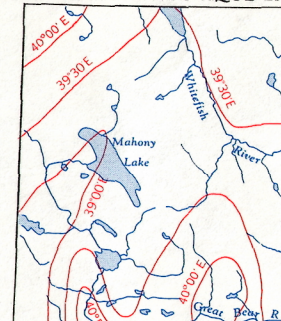 40°00' E
39°30' E
Whitefish
39°30' E
River
Mahony
Lake
39°00' E
40°00' E
Great Bear R